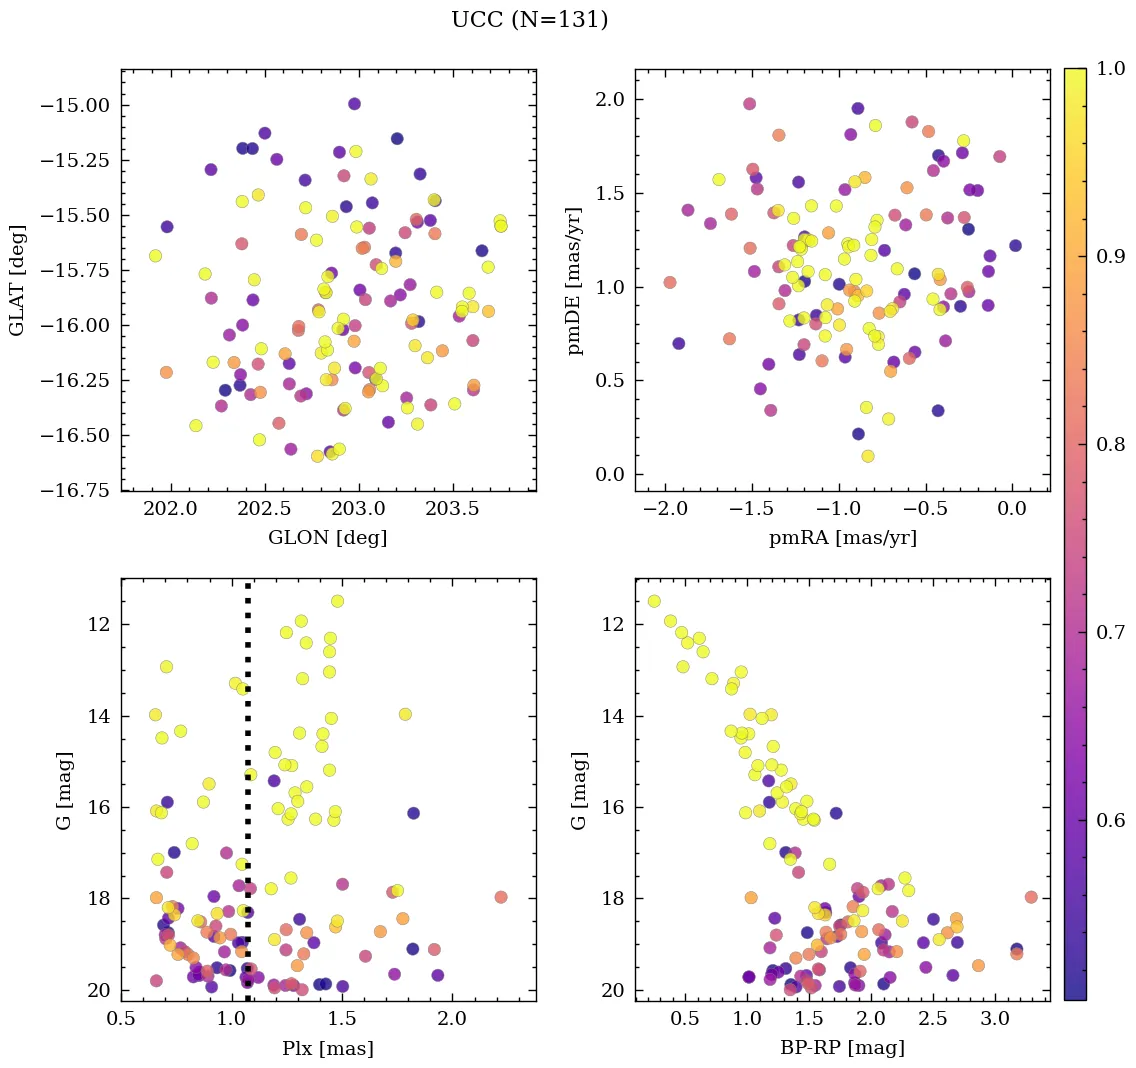 UCC (N=131)
−15.00
−15.25
−15.50
−15.75
−16.00
−16.25
−16.50
−16.75
GLAT [deg]
202.0 202.5 203.0 203.5
GLON [deg]
2.0
1.5
1.0
0.5
0.0
pmDE [mas/yr]
−2.0 −1.5 −1.0 −0.5 0.0
pmRA [mas/yr]
12
14
16
18
20
G [mag]
0.5 1.0 1.5 2.0
Plx [mas]
12
14
16
18
20
G [mag]
0.5 1.0 1.5 2.0 2.5 3.0
BP-RP [mag]
1.0
0.9
0.8
0.7
0.6